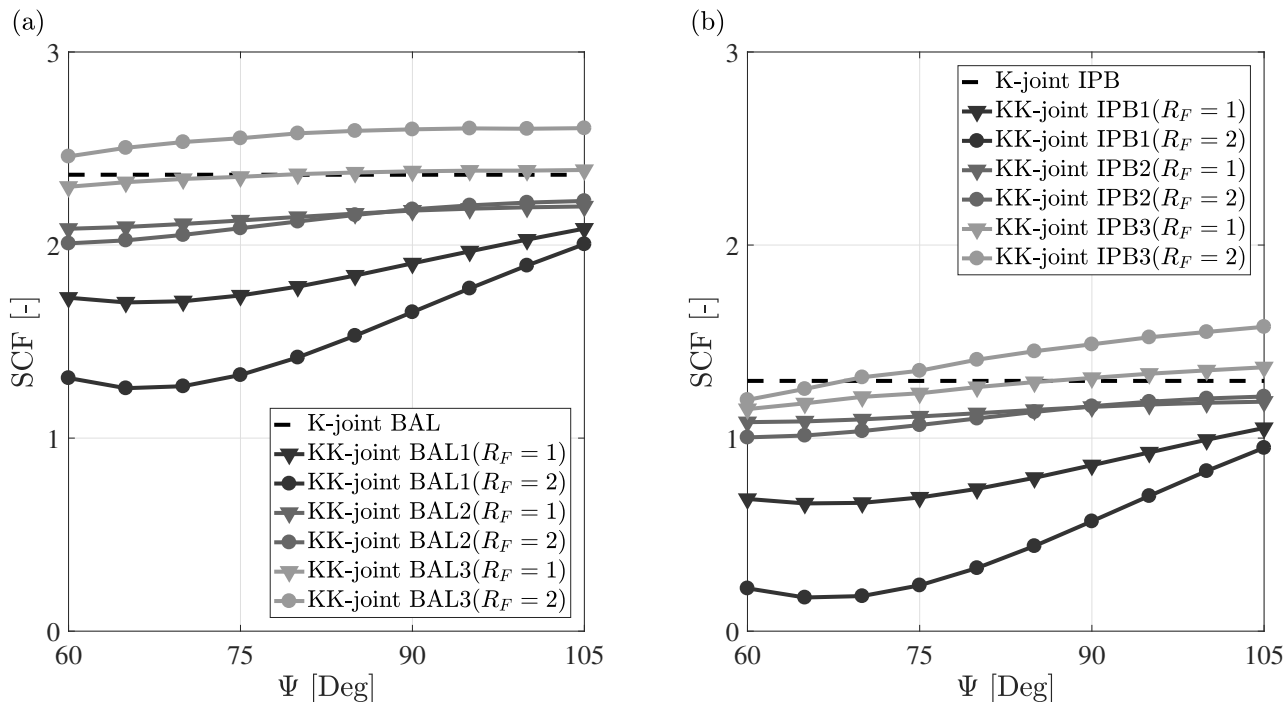 (a)
3
2
1
0
SCF [-]
K-joint BAL
KK-joint BAL1(R_F = 1)
KK-joint BAL1(R_F = 2)
KK-joint BAL2(R_F = 1)
KK-joint BAL2(R_F = 2)
KK-joint BAL3(R_F = 1)
KK-joint BAL3(R_F = 2)
60
75
90
105
Ψ [Deg]
(b)
3
2
1
0
SCF [-]
K-joint IPB
KK-joint IPB1(R_F = 1)
KK-joint IPB1(R_F = 2)
KK-joint IPB2(R_F = 1)
KK-joint IPB2(R_F = 2)
KK-joint IPB3(R_F = 1)
KK-joint IPB3(R_F = 2)
60
75
90
105
Ψ [Deg]